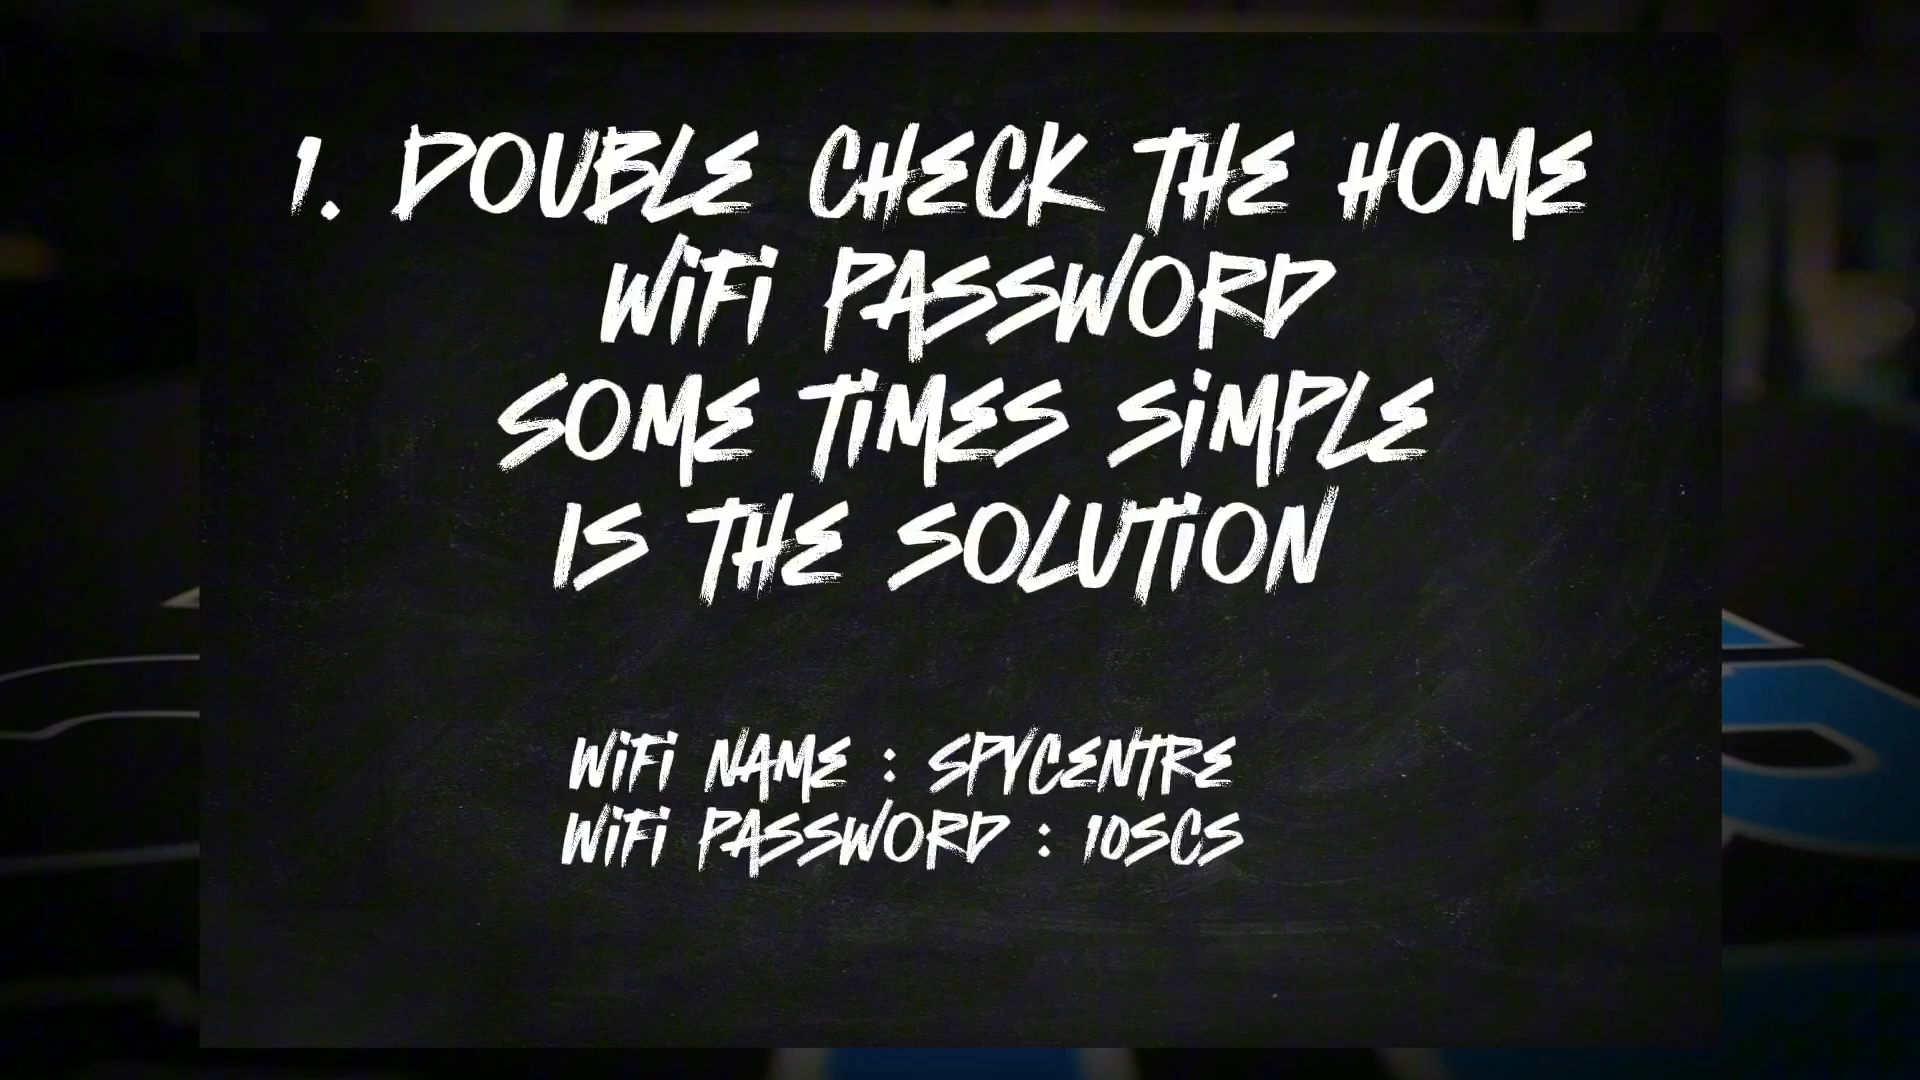 1. DOUBLE CHECK THE HOME
WiFi PASSWORD
SOME TiMES SiMPLE
IS THE SOLUTiON
WiFi NAME : SPYCENTRE
WiFi PASSWORD : 10SCS